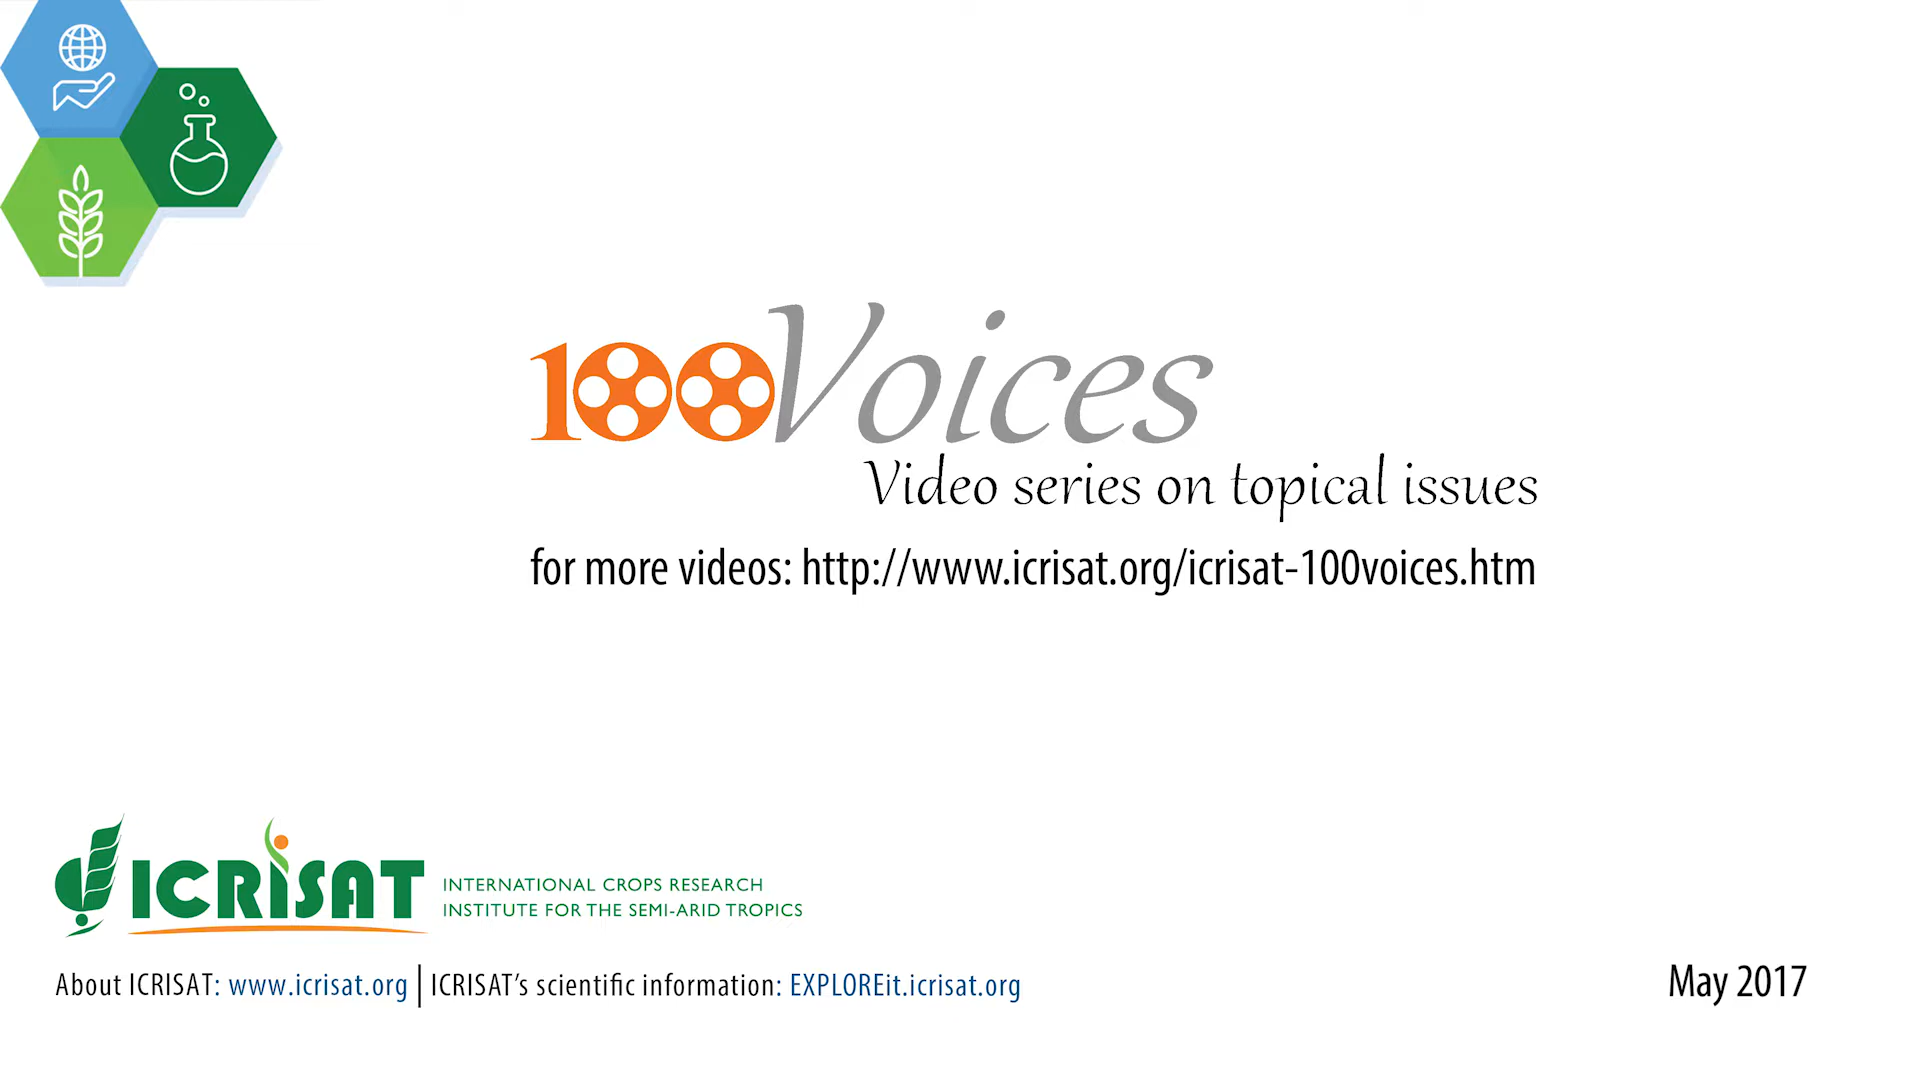 100Voices
Video series on topical issues
for more videos: http://www.icrisat.org/icrisat-100voices.htm
ICRISAT
INTERNATIONAL CROPS RESEARCH
INSTITUTE FOR THE SEMI-ARID TROPICS
About ICRISAT: www.icrisat.org | ICRISAT’s scientific information: EXPLOREit.icrisat.org
May 2017